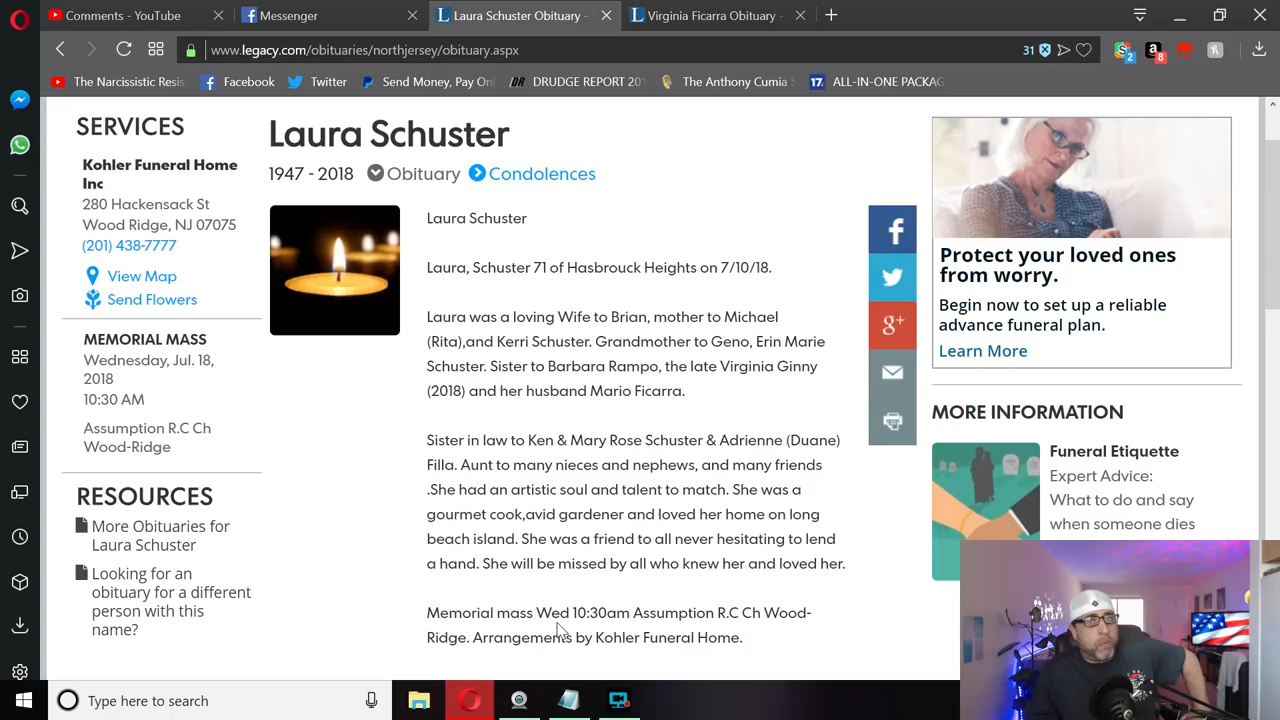 Comments - YouTube
Messenger
Laura Schuster Obituary -
Virginia Ficarra Obituary -
www.legacy.com/obituaries/northjersey/obituary.aspx
31
2
8
The Narcissistic Resis
Facebook
Twitter
Send Money, Pay Onl
DR DRUDGE REPORT 201
The Anthony Cumia S
17. ALL-IN-ONE PACKAG
SERVICES
Kohler Funeral Home
Inc
280 Hackensack St
Wood Ridge, NJ 07075
(201) 438-7777
View Map
Send Flowers
MEMORIAL MASS
Wednesday, Jul. 18,
2018
10:30 AM
Assumption R.C Ch
Wood-Ridge
RESOURCES
More Obituaries for
Laura Schuster
Looking for an
obituary for a different
person with this
name?
Laura Schuster
1947 - 2018 Obituary Condolences
Laura Schuster
Laura, Schuster 71 of Hasbrouck Heights on 7/10/18.
Laura was a loving Wife to Brian, mother to Michael
(Rita),and Kerri Schuster. Grandmother to Geno, Erin Marie
Schuster. Sister to Barbara Rampo, the late Virginia Ginny
(2018) and her husband Mario Ficarra.
Sister in law to Ken & Mary Rose Schuster & Adrienne (Duane)
Filla. Aunt to many nieces and nephews, and many friends
.She had an artistic soul and talent to match. She was a
gourmet cook,avid gardener and loved her home on long
beach island. She was a friend to all never hesitating to lend
a hand. She will be missed by all who knew her and loved her.
Memorial mass Wed 10:30am Assumption R.C Ch Wood-
Ridge. Arrangements by Kohler Funeral Home.
f
g+
Protect your loved ones
from worry.
Begin now to set up a reliable
advance funeral plan.
Learn More
MORE INFORMATION
Funeral Etiquette
Expert Advice:
What to do and say
when someone dies
Type here to search